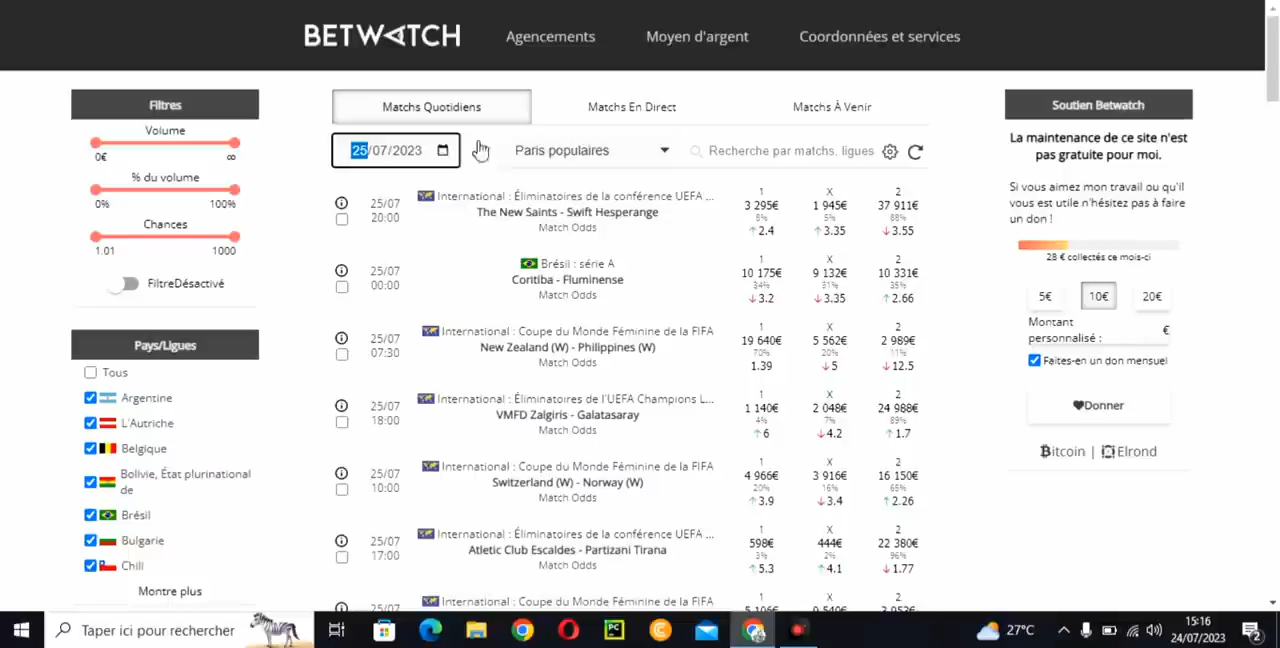 BETWATCH
Agencements
Moyen d'argent
Coordonnées et services
Filtres
Volume
0€ ∞
% du volume
0% 100%
Chances
1.01 1000
FiltreDésactivé
Pays/Ligues
Tous
Argentine
L'Autriche
Belgique
Bolivie, État plurinational
de
Brésil
Bulgarie
Chili
Montre plus
Matchs Quotidiens
Matchs En Direct
Matchs À Venir
25/07/2023
Paris populaires
Recherche par matchs, ligues
25/07
20:00
International : Éliminatoires de la conférence UEFA ...
The New Saints - Swift Hesperange
Match Odds
1 X 2
3 295€ 1 945€ 37 911€
8% 5% 88%
↑2.4 ↑3.35 ↓3.55
25/07
00:00
Brésil : série A
Coritiba - Fluminense
Match Odds
1 X 2
10 175€ 9 132€ 10 331€
34% 31% 35%
↓3.2 ↓3.35 ↑2.66
25/07
07:30
International : Coupe du Monde Féminine de la FIFA
New Zealand (W) - Philippines (W)
Match Odds
1 X 2
19 640€ 5 562€ 2 989€
70% 20% 11%
1.39 ↓5 ↓12.5
25/07
18:00
International : Éliminatoires de l'UEFA Champions L...
VMFD Zalgiris - Galatasaray
Match Odds
1 X 2
1 140€ 2 048€ 24 988€
4% 7% 89%
↑6 ↓4.2 ↑1.7
25/07
10:00
International : Coupe du Monde Féminine de la FIFA
Switzerland (W) - Norway (W)
Match Odds
1 X 2
4 966€ 3 916€ 16 150€
20% 16% 65%
↑3.9 ↓3.4 ↑2.26
25/07
17:00
International : Éliminatoires de la conférence UEFA ...
Atletic Club Escaldes - Partizani Tirana
Match Odds
1 X 2
598€ 444€ 22 380€
3% 2% 96%
↑5.3 ↑4.1 ↓1.77
25/07
International : Coupe du Monde Féminine de la FIFA
1 X 2
Soutien Betwatch
La maintenance de ce site n'est
pas gratuite pour moi.
Si vous aimez mon travail ou qu'il
vous est utile n'hésitez pas à faire
un don !
28 € collectés ce mois-ci
5€ 10€ 20€
Montant
personnalisé : €
Faites-en un don mensuel
Donner
Bitcoin | Elrond
Taper ici pour rechercher
PC
27°C
15:16
24/07/2023
2